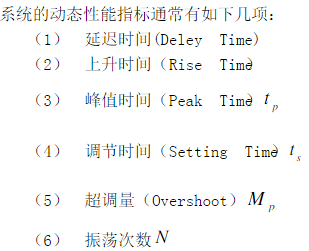 系统的动态性能指标通常有如下几项：
（1） 延迟时间(Deley Time)
（2） 上升时间（Rise Time）
（3） 峰值时间（Peak Time） t_p
（4） 调节时间（Setting Time） t_s
（5） 超调量（Overshoot） M_p
（6） 振荡次数 N